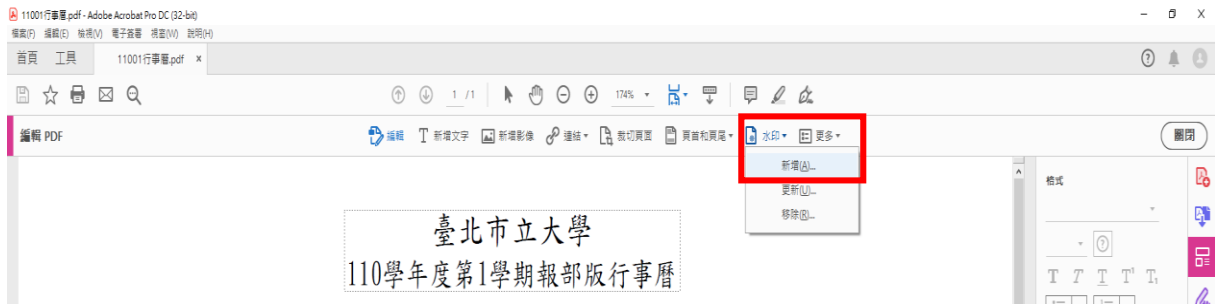 11001行事曆.pdf - Adobe Acrobat Pro DC (32-bit)
檔案(F) 編輯(E) 檢視(V) 電子簽署 視窗(W) 說明(H)
首頁 工具 11001行事曆.pdf ×
1 /1 174%
編輯 PDF 編輯 新增文字 新增影像 連結 裁切頁面 頁首和頁尾 水印 更多 關閉
新增(A)...
更新(U)...
移除(R)...
格式
臺北市立大學
110學年度第1學期報部版行事曆